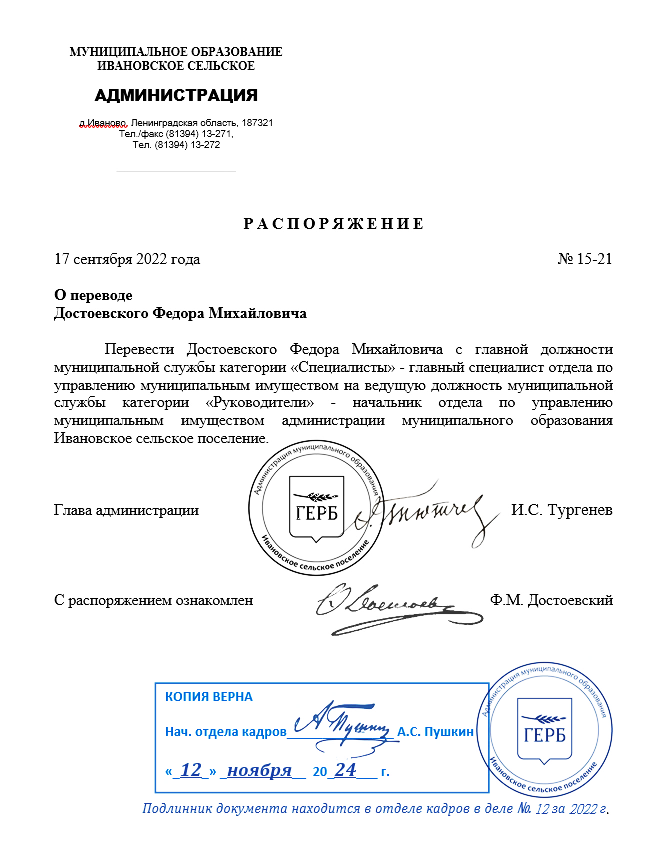 МУНИЦИПАЛЬНОЕ ОБРАЗОВАНИЕ
ИВАНОВСКОЕ СЕЛЬСКОЕ
АДМИНИСТРАЦИЯ
д.Иваново, Ленинградская область, 187321
Тел./факс (81394) 13-271,
Тел. (81394) 13-272
Р А С П О Р Я Ж Е Н И Е
17 сентября 2022 года № 15-21
О переводе
Достоевского Федора Михайловича
Перевести Достоевского Федора Михайловича с главной должности
муниципальной службы категории «Специалисты» - главный специалист отдела по
управлению муниципальным имуществом на ведущую должность муниципальной
службы категории «Руководители» - начальник отдела по управлению
муниципальным имуществом администрации муниципального образования
Ивановское сельское поселение.
Администрация муниципального образования
ГЕРБ
Ивановское сельское поселение
Глава администрации Ф.Тютчев И.С. Тургенев
С распоряжением ознакомлен Ф.Достоевс Ф.М. Достоевский
КОПИЯ ВЕРНА
Нач. отдела кадров А.Пушкин А.С. Пушкин
«_12_» _ноября__ 20_24___ г.
Администрация муниципального образования
ГЕРБ
Ивановское сельское поселение
Подлинник документа находится в отделе кадров в деле №. 12 за 2022 г.